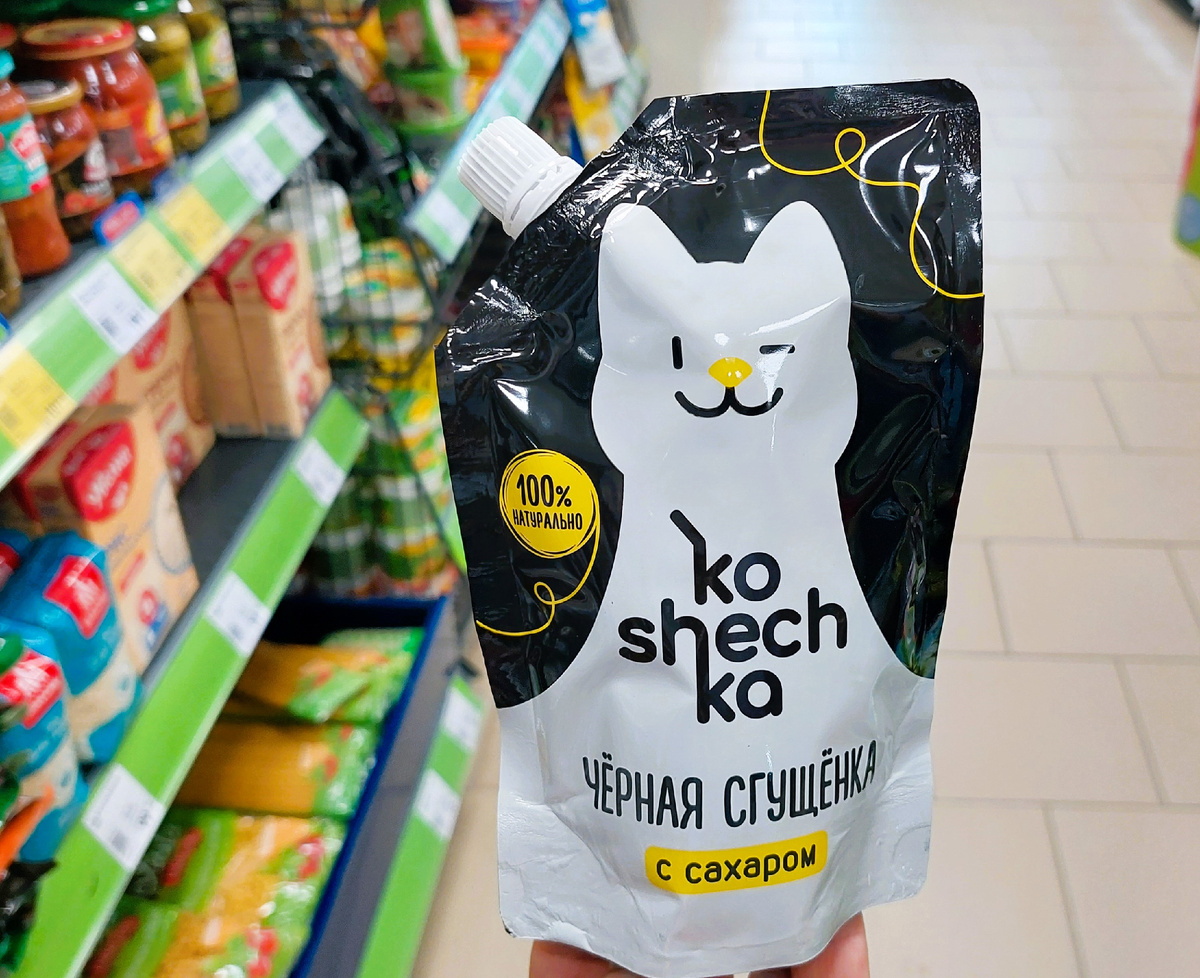 100%
НАТУРАЛЬНО
ko
shech
ka
ЧЁРНАЯ СГУЩЁНКА
с сахаром